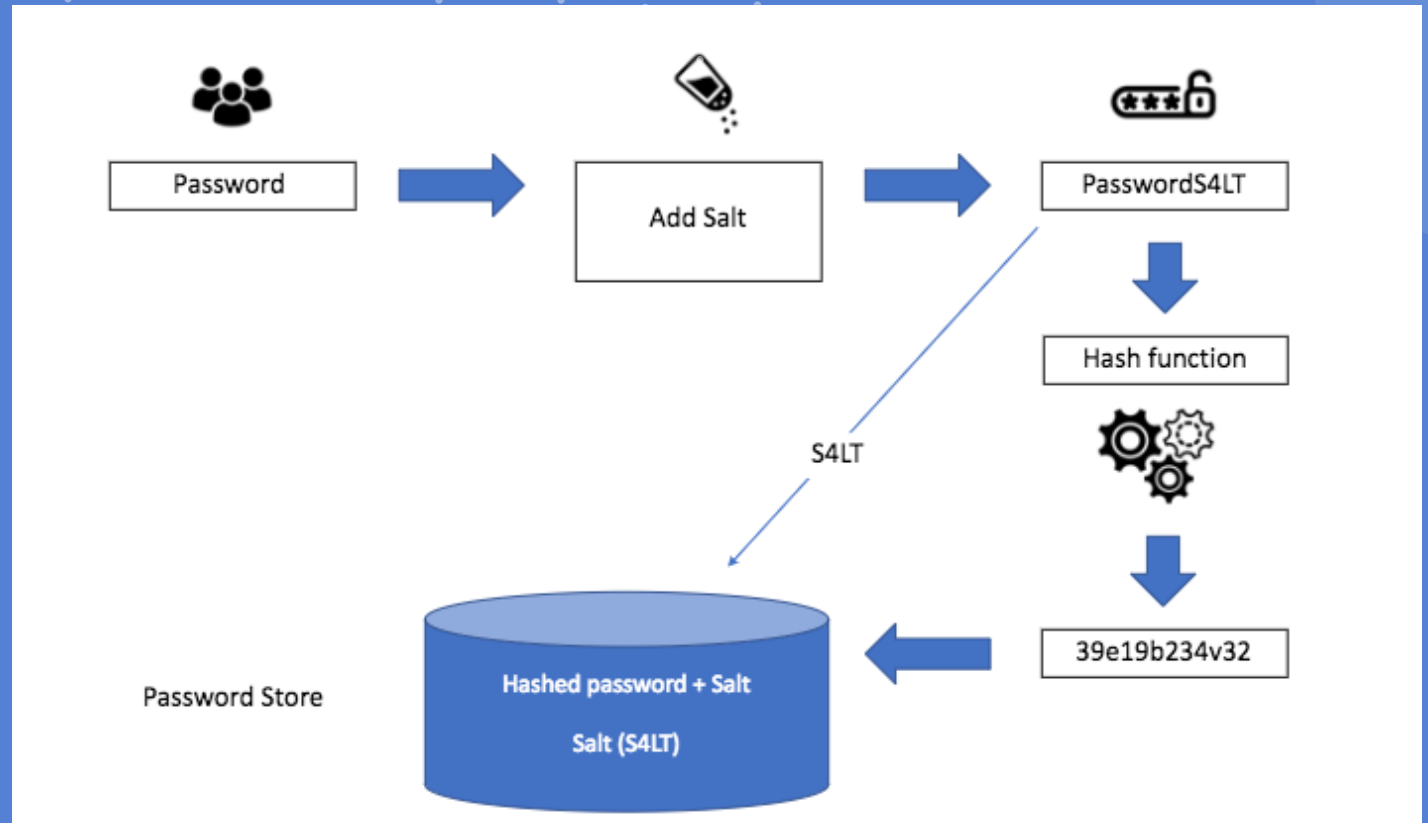 Password
Add Salt
PasswordS4LT
Hash function
S4LT
39e19b234v32
Password Store
Hashed password + Salt
Salt (S4LT)